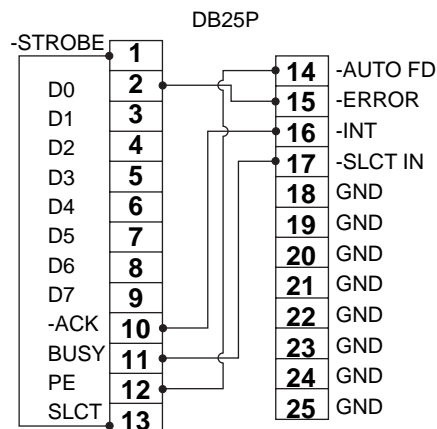 DB25P
-STROBE 1
D0 2
D1 3
D2 4
D3 5
D4 6
D5 7
D6 8
D7 9
-ACK 10
BUSY 11
PE 12
SLCT 13
14 -AUTO FD
15 -ERROR
16 -INT
17 -SLCT IN
18 GND
19 GND
20 GND
21 GND
22 GND
23 GND
24 GND
25 GND